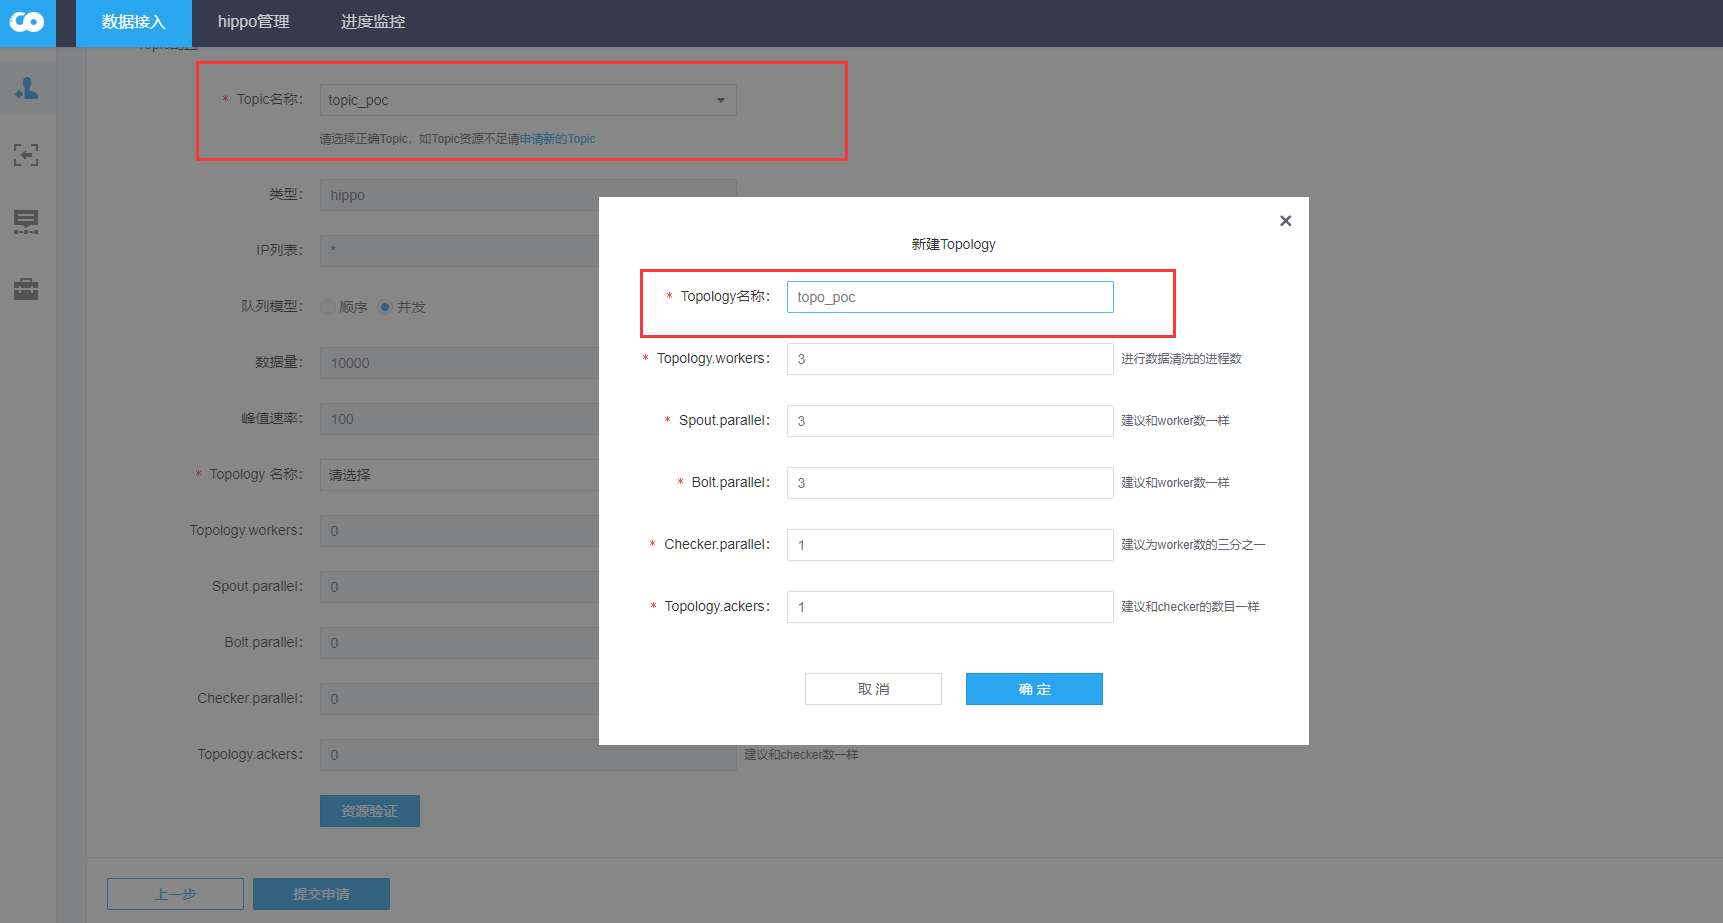 数据接入 hippo管理 进度监控
Topic配置
* Topic名称： topic_poc
请选择正确Topic，如Topic资源不足请申请新的Topic
类型： hippo
IP列表： *
队列模型： 顺序 并发
数据量： 10000
峰值速率： 100
* Topology 名称： 请选择
Topology.workers： 0
Spout.parallel： 0
Bolt.parallel： 0
Checker.parallel： 0
Topology.ackers： 0 建议和checker数一样
资源验证
上一步 提交申请
新建Topology
* Topology名称： topo_poc
* Topology.workers： 3 进行数据清洗的进程数
* Spout.parallel： 3 建议和worker数一样
* Bolt.parallel： 3 建议和worker数一样
* Checker.parallel： 1 建议为worker数的三分之一
* Topology.ackers： 1 建议和checker的数目一样
取 消 确 定